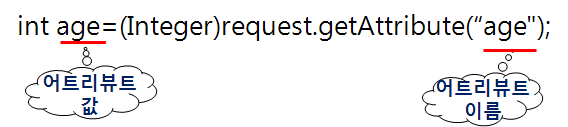 int age=(Integer)request.getAttribute(“age");
어트리뷰트
값
어트리뷰트
이름